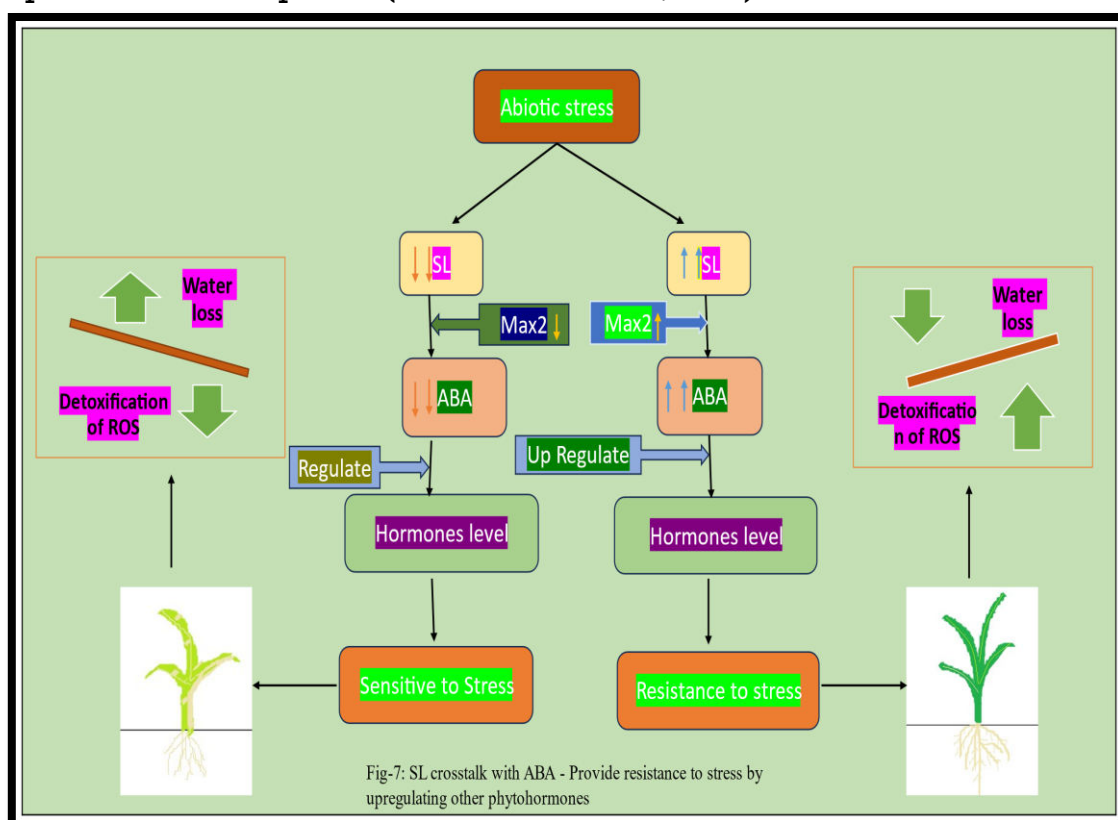 Abiotic stress
SL
SL
Max2
Max2
ABA
ABA
Regulate
Up Regulate
Hormones level
Hormones level
Sensitive to Stress
Resistance to stress
Water
loss
Detoxification
of ROS
Water
loss
Detoxificatio
n of ROS
Fig-7: SL crosstalk with ABA - Provide resistance to stress by
upregulating other phytohormones